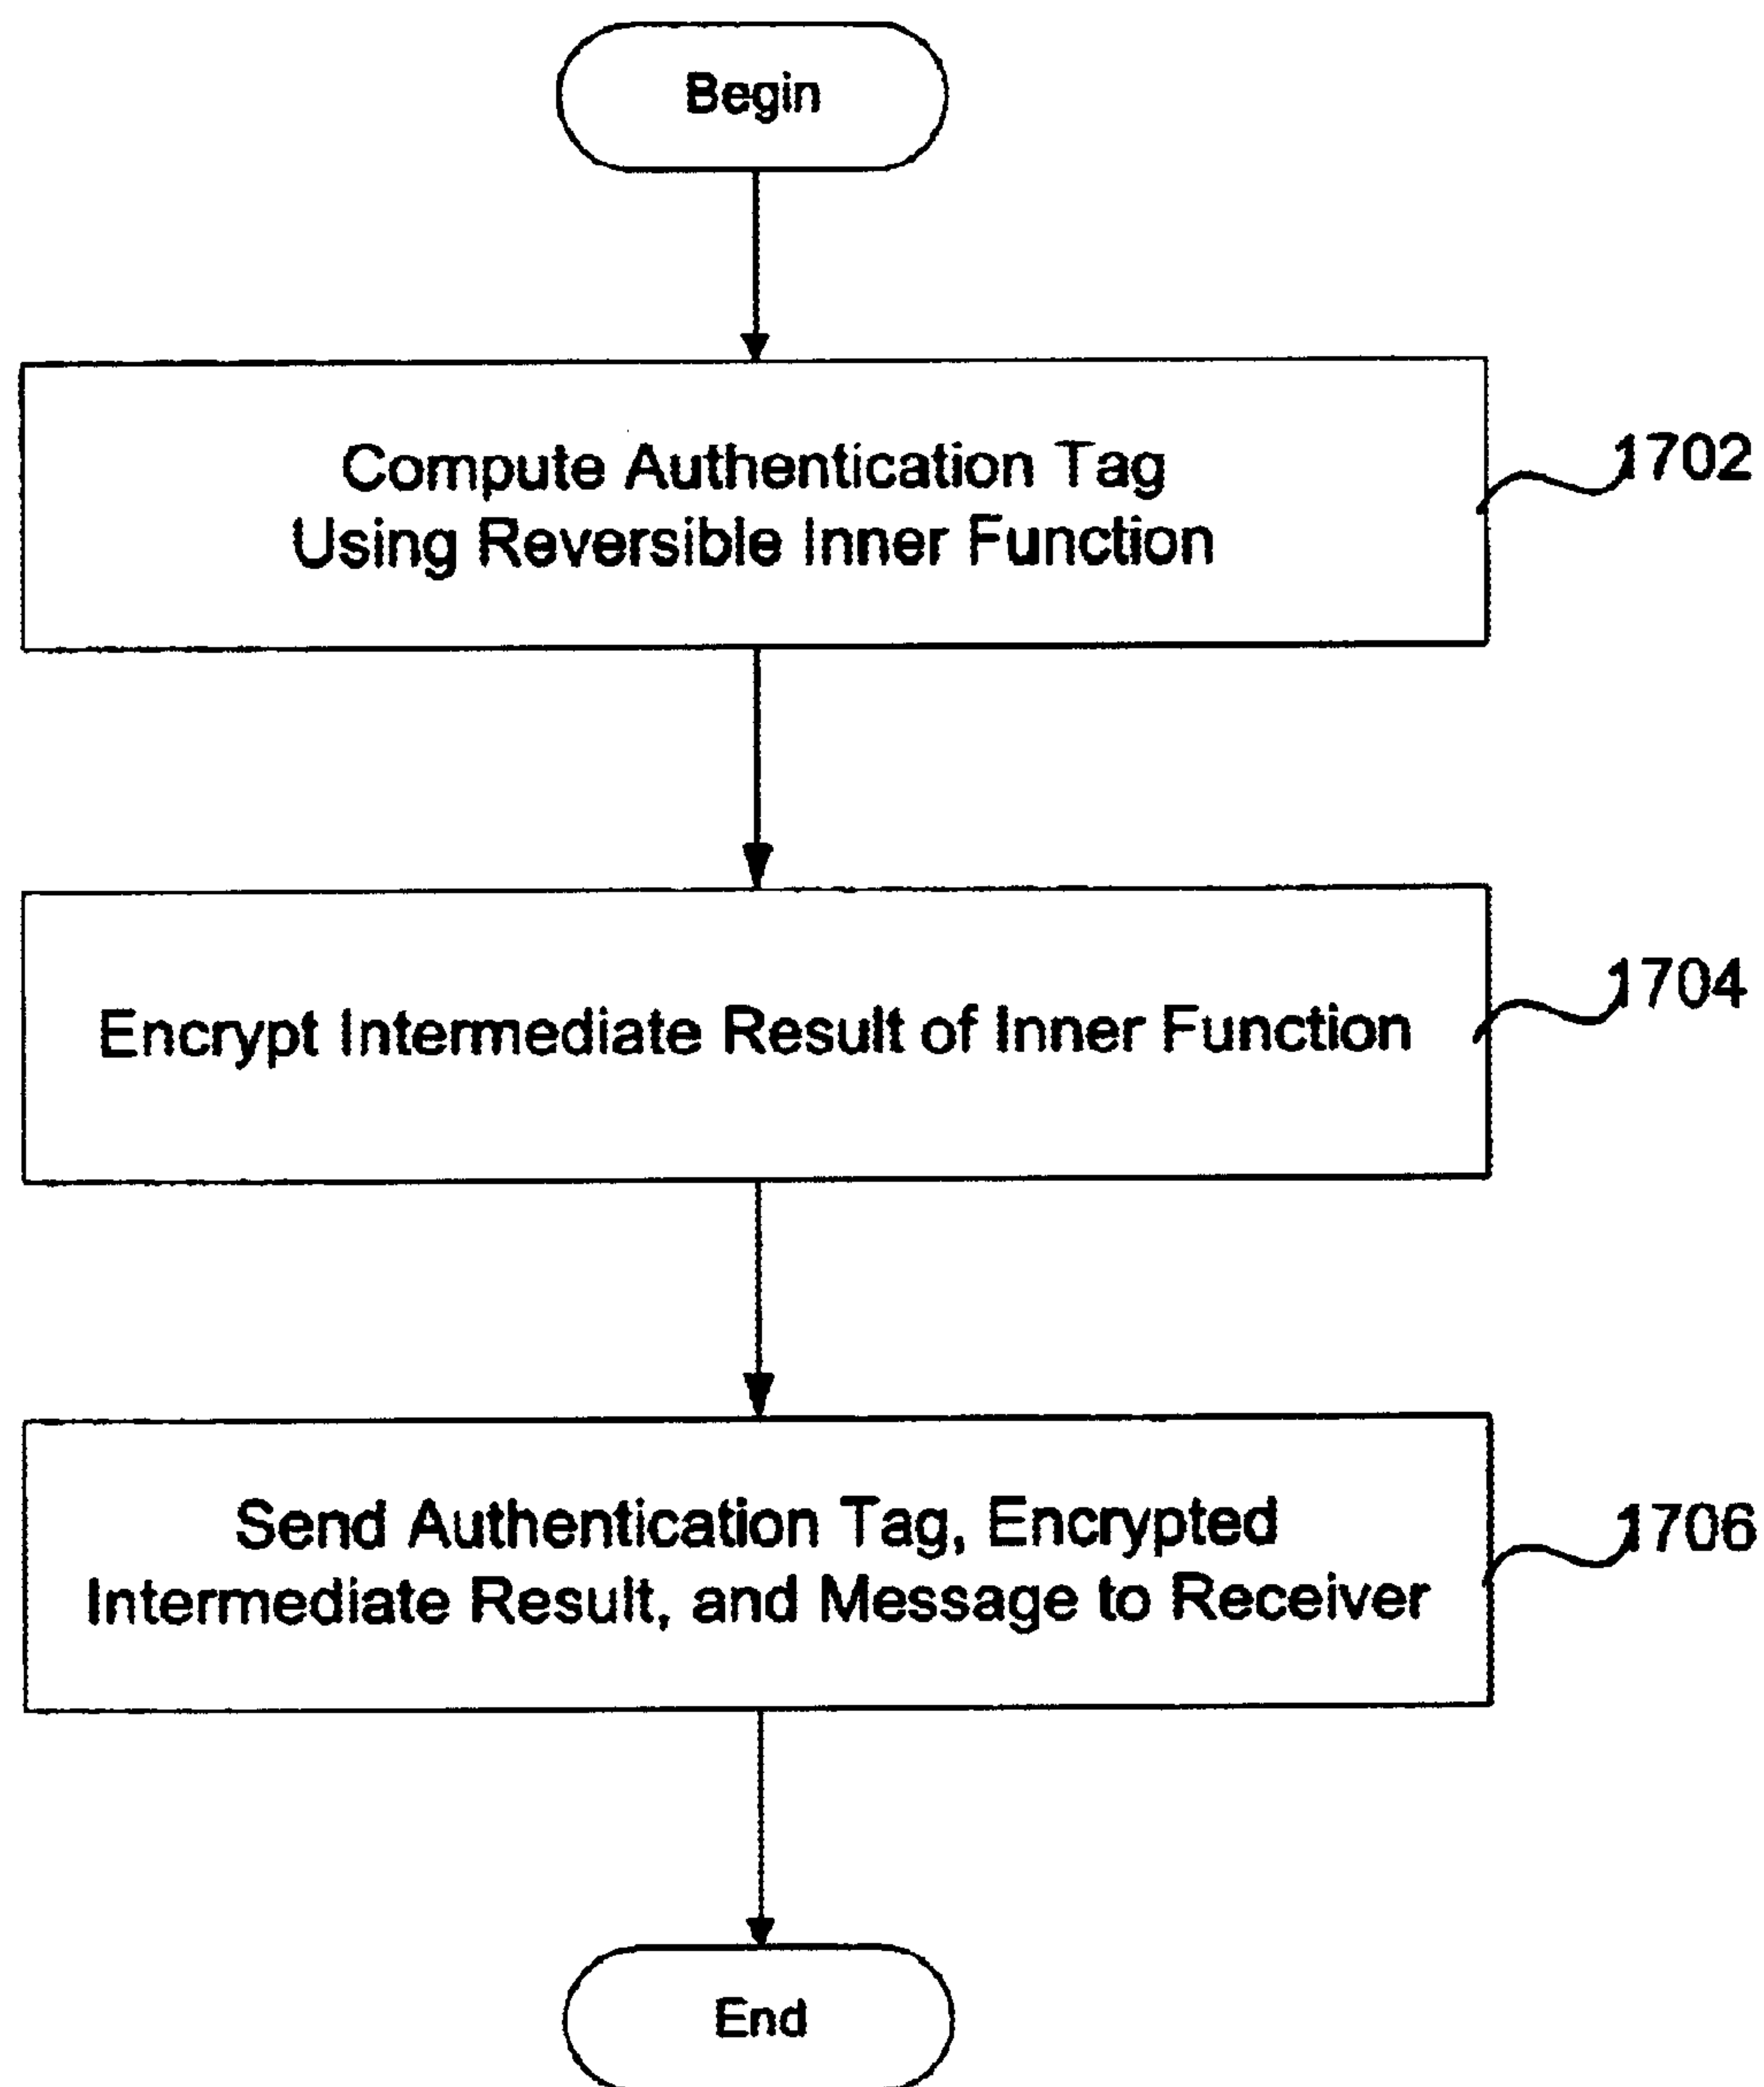 Begin
Compute Authentication Tag
Using Reversible Inner Function
1702
Encrypt Intermediate Result of Inner Function
1704
Send Authentication Tag, Encrypted
Intermediate Result, and Message to Receiver
1706
End